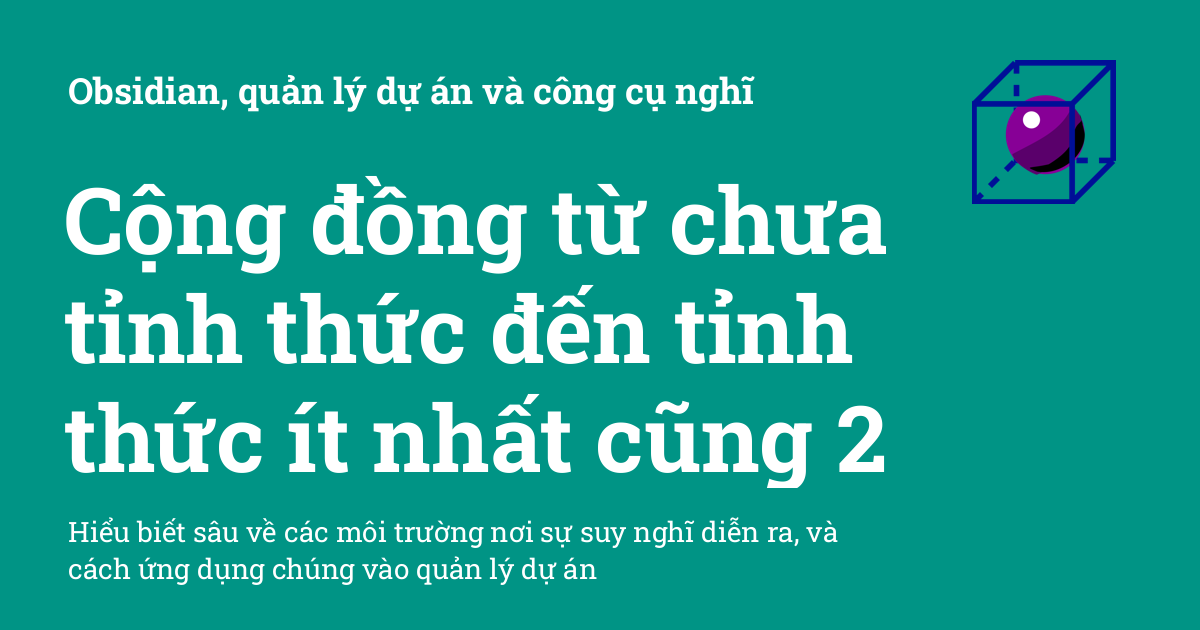 Obsidian, quản lý dự án và công cụ nghĩ
Cộng đồng từ chưa
tỉnh thức đến tỉnh
thức ít nhất cũng 2
Hiểu biết sâu về các môi trường nơi sự suy nghĩ diễn ra, và
cách ứng dụng chúng vào quản lý dự án